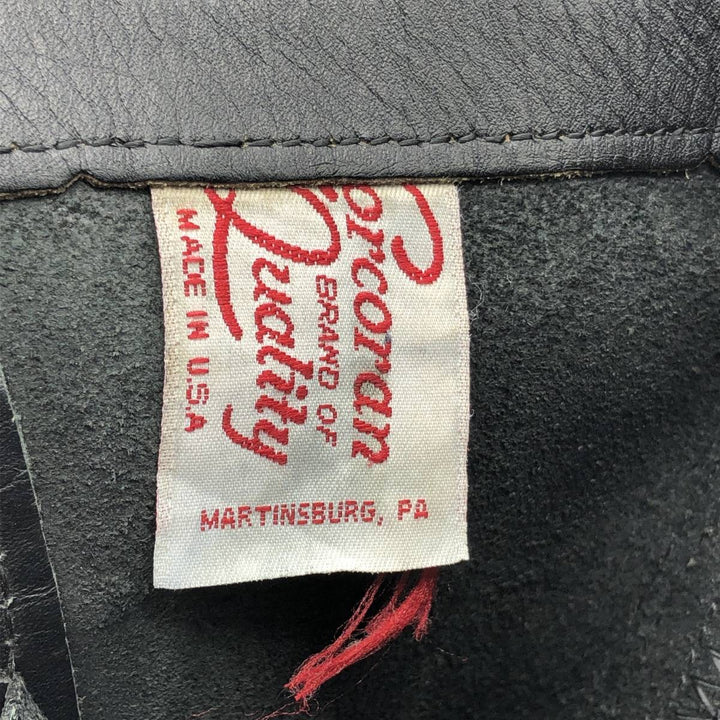 Corcoran
BRAND OF
Quality
MADE IN U.S.A
MARTINSBURG, PA